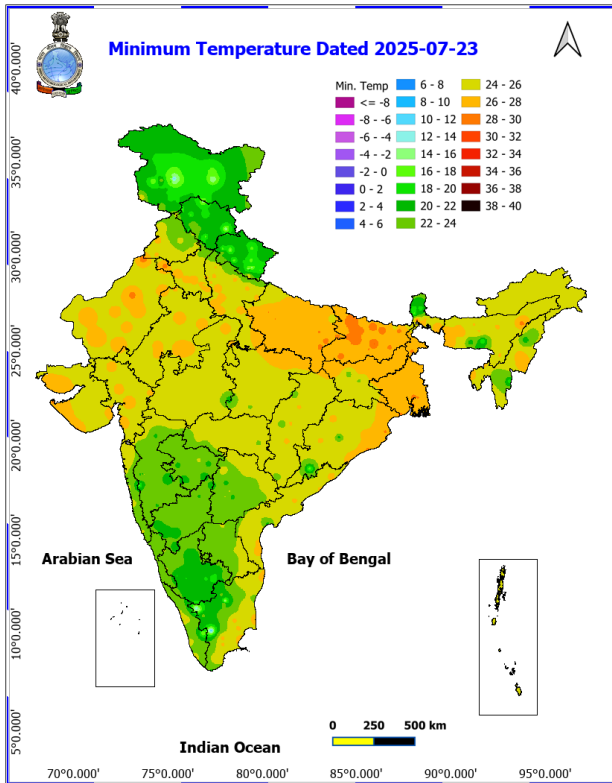 Minimum Temperature Dated 2025-07-23
Min. Temp
<= -8
-8 - -6
-6 - -4
-4 - -2
-2 - 0
0 - 2
2 - 4
4 - 6
6 - 8
8 - 10
10 - 12
12 - 14
14 - 16
16 - 18
18 - 20
20 - 22
22 - 24
24 - 26
26 - 28
28 - 30
30 - 32
32 - 34
34 - 36
36 - 38
38 - 40
40°0.000'
35°0.000'
30°0.000'
25°0.000'
20°0.000'
15°0.000'
10°0.000'
5°0.000'
Arabian Sea
Bay of Bengal
Indian Ocean
0 250 500 km
70°0.000' 75°0.000' 80°0.000' 85°0.000' 90°0.000' 95°0.000'